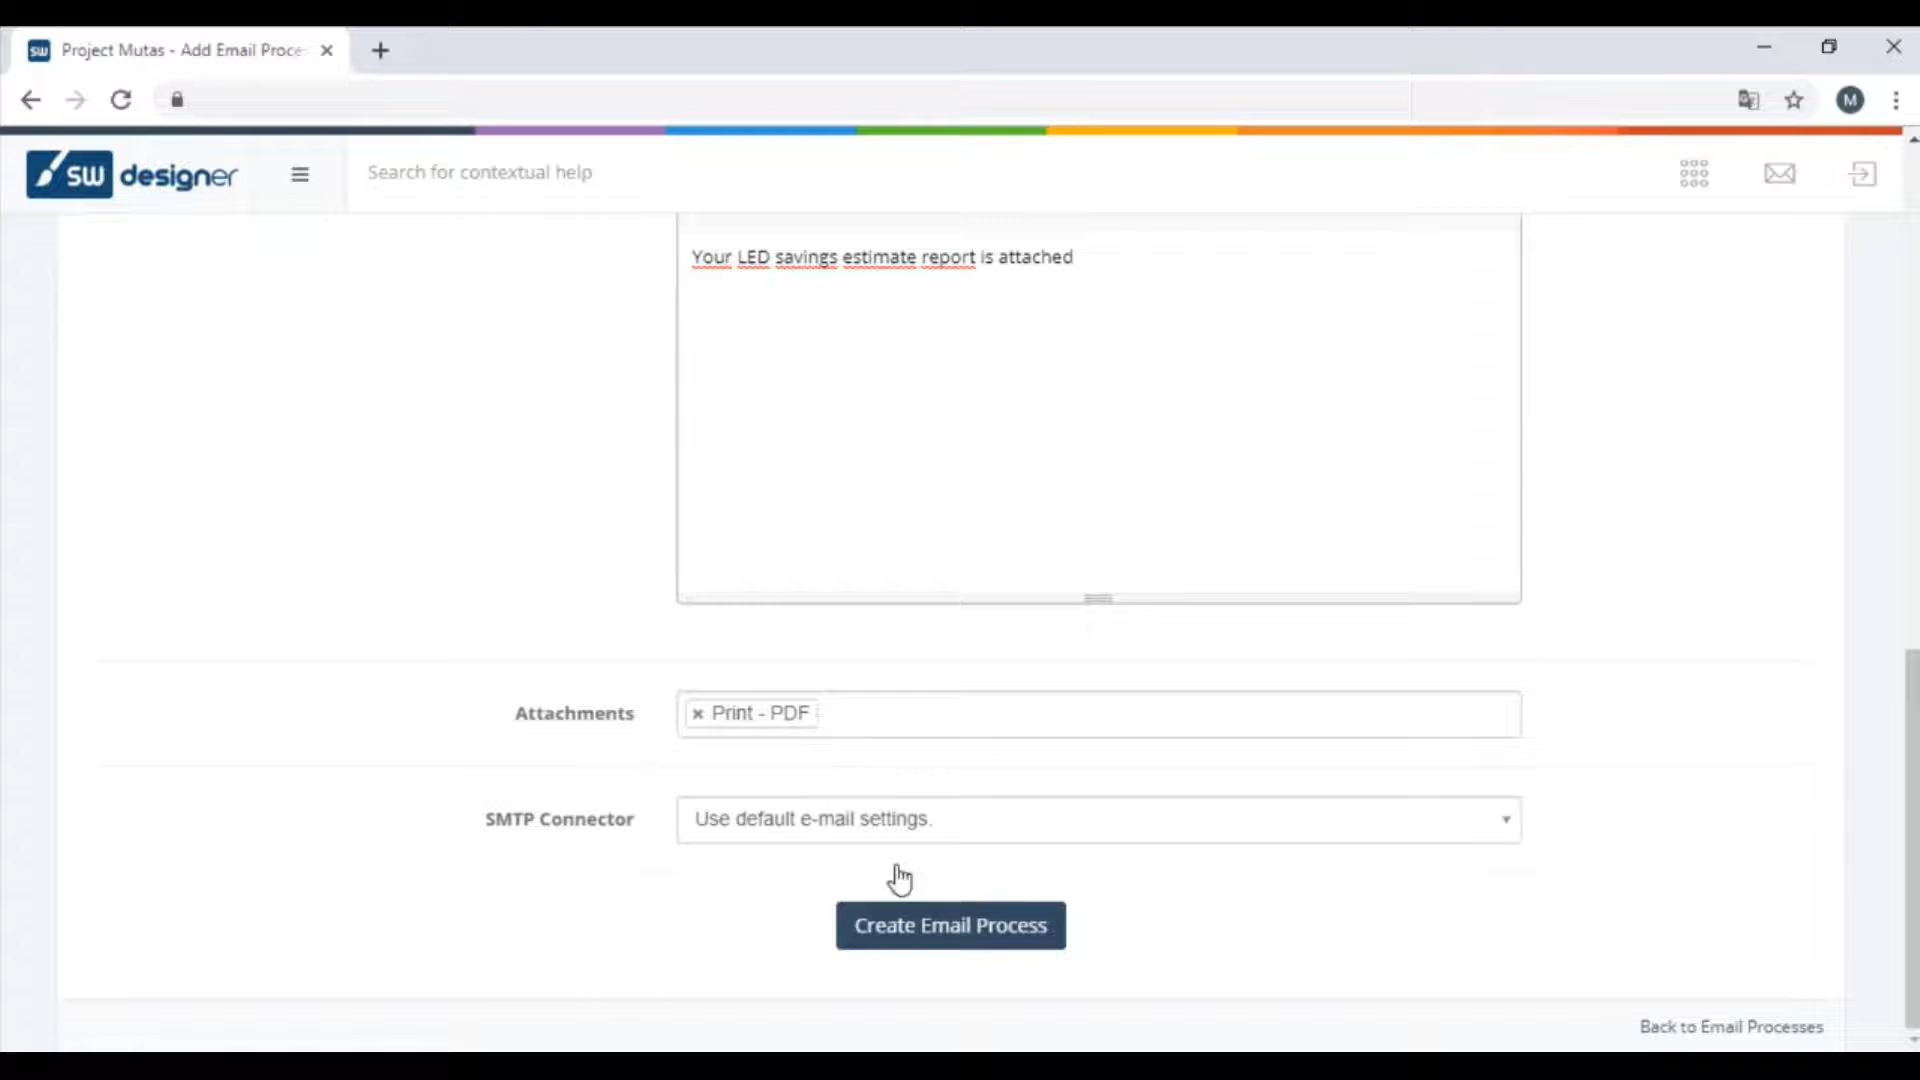 sw Project Mutas - Add Email Proce
M
sw designer
Search for contextual help
Your LED savings estimate report is attached
Attachments
Print - PDF
SMTP Connector
Use default e-mail settings.
Create Email Process
Back to Email Processes